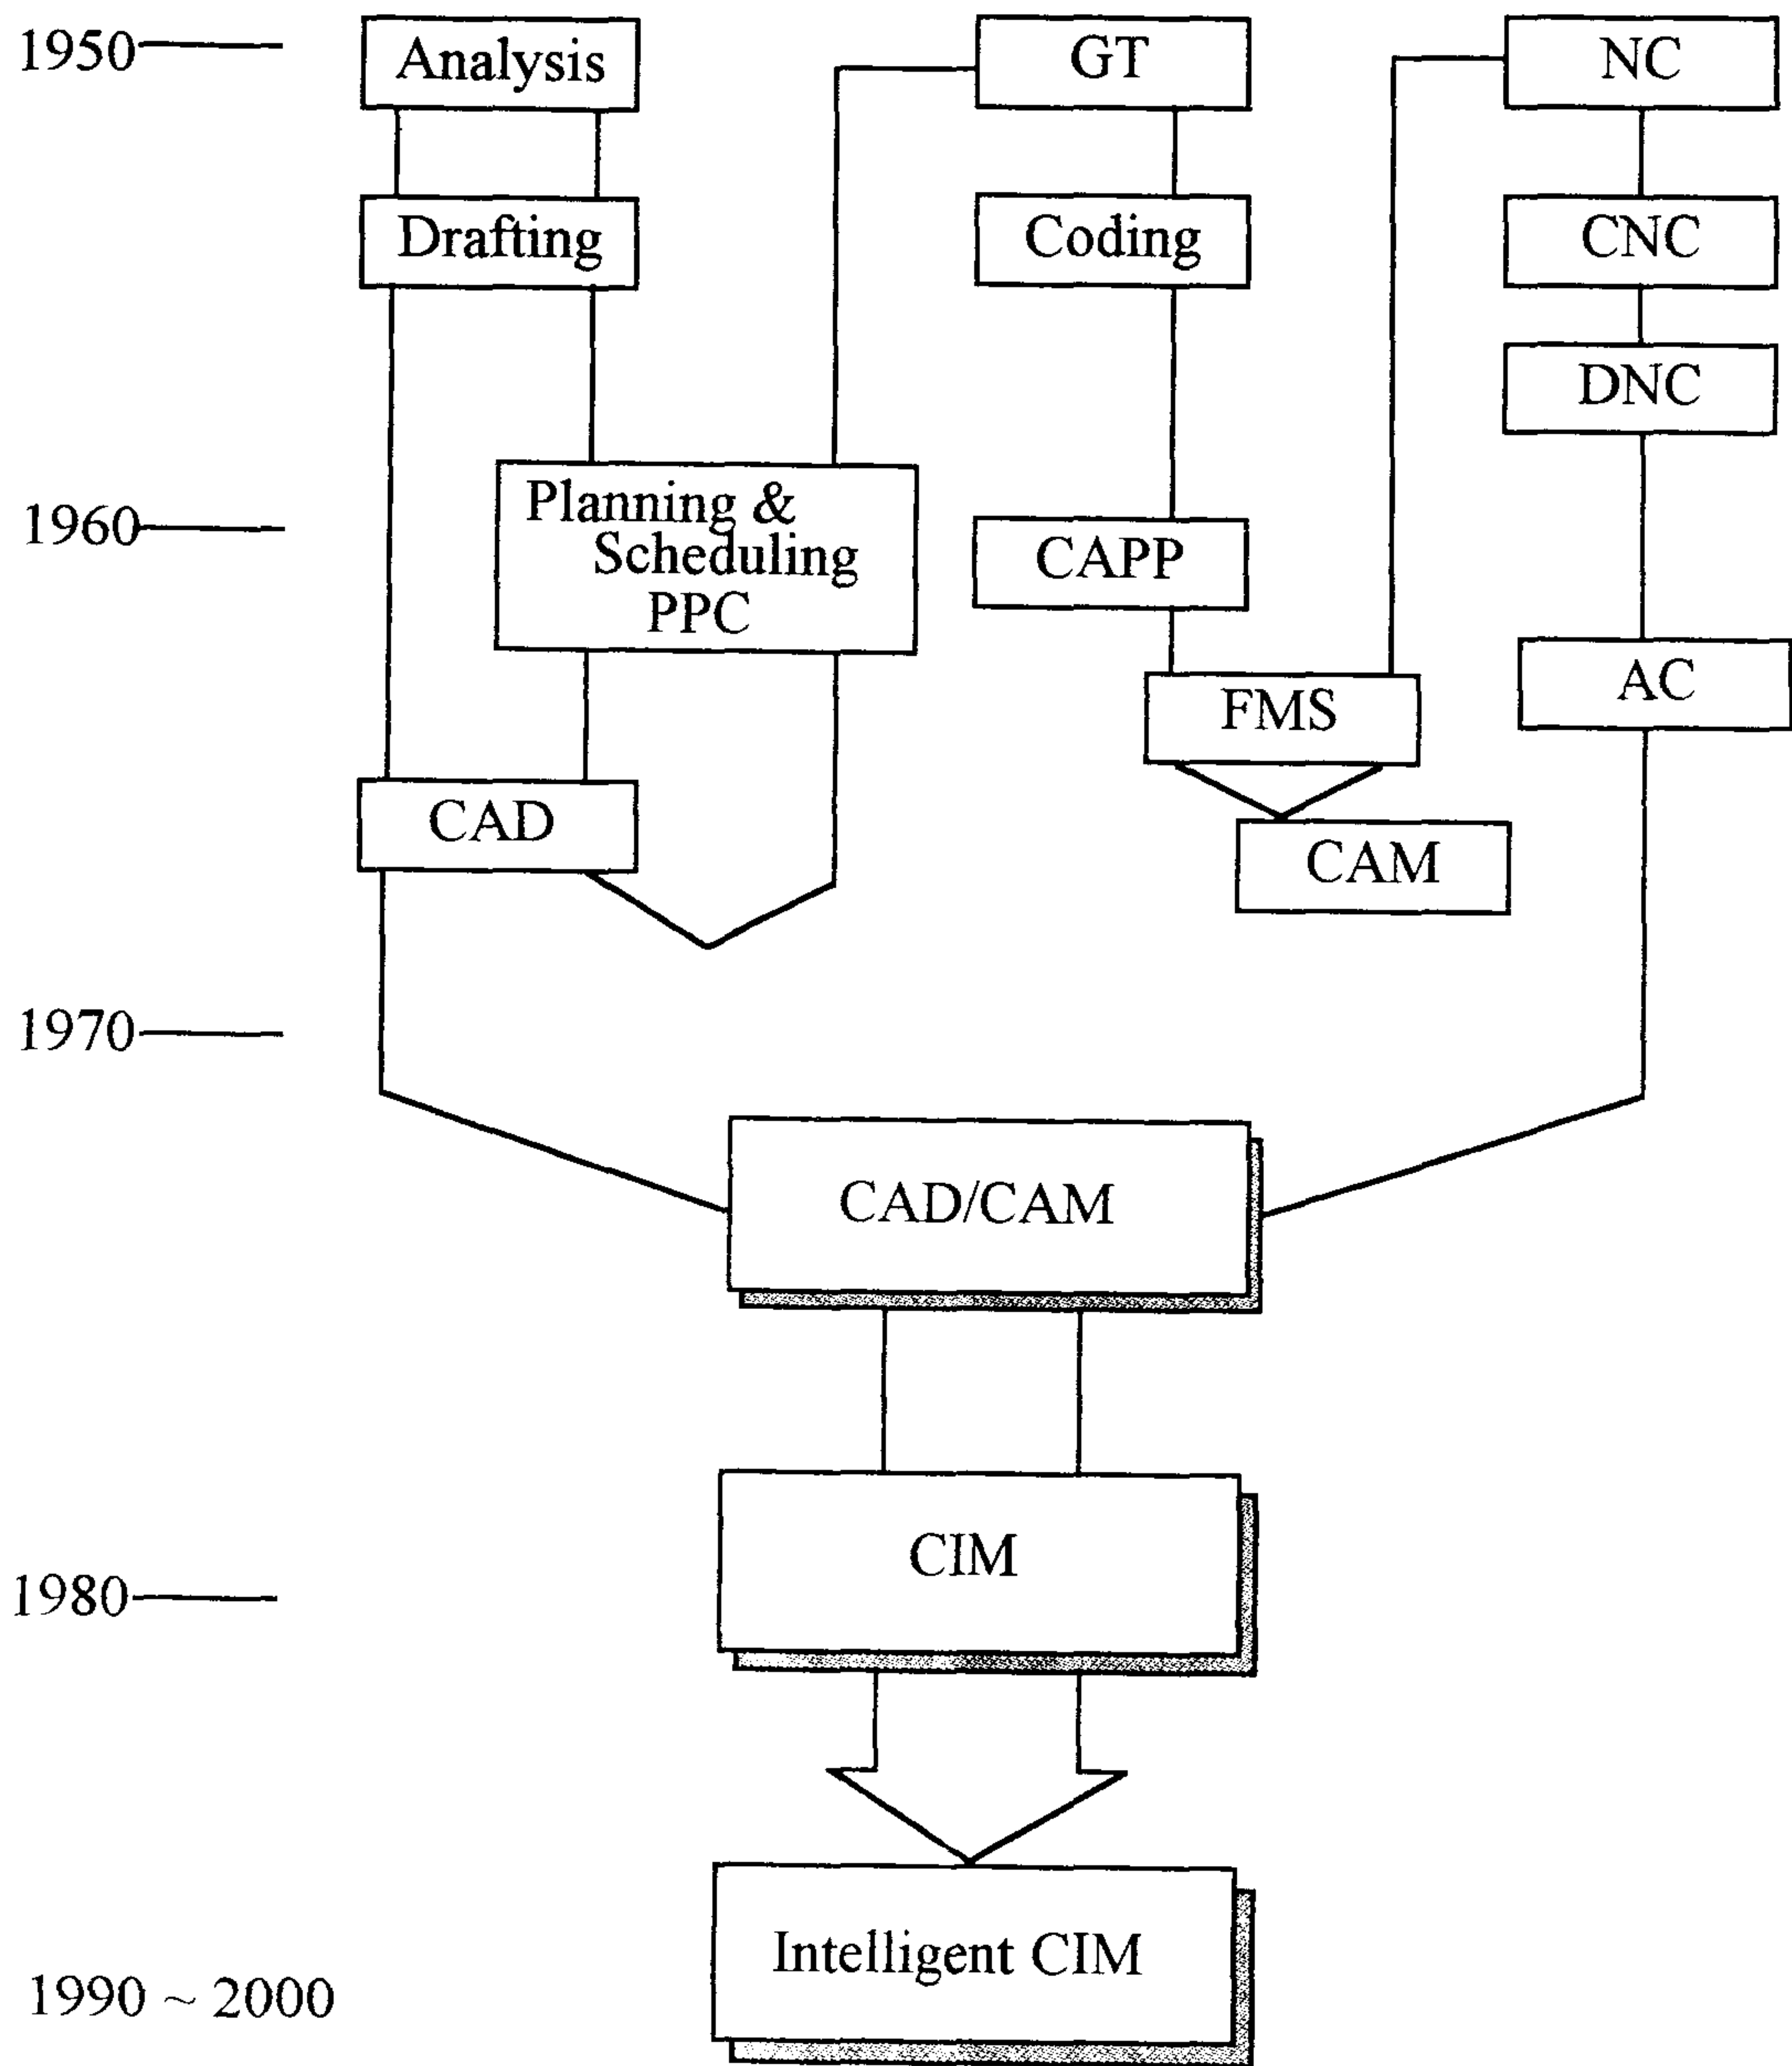 1950
Analysis
GT
NC
Drafting
Coding
CNC
DNC
1960
Planning &
Scheduling
PPC
CAPP
AC
FMS
CAD
CAM
1970
CAD/CAM
CIM
1980
Intelligent CIM
1990 ~ 2000